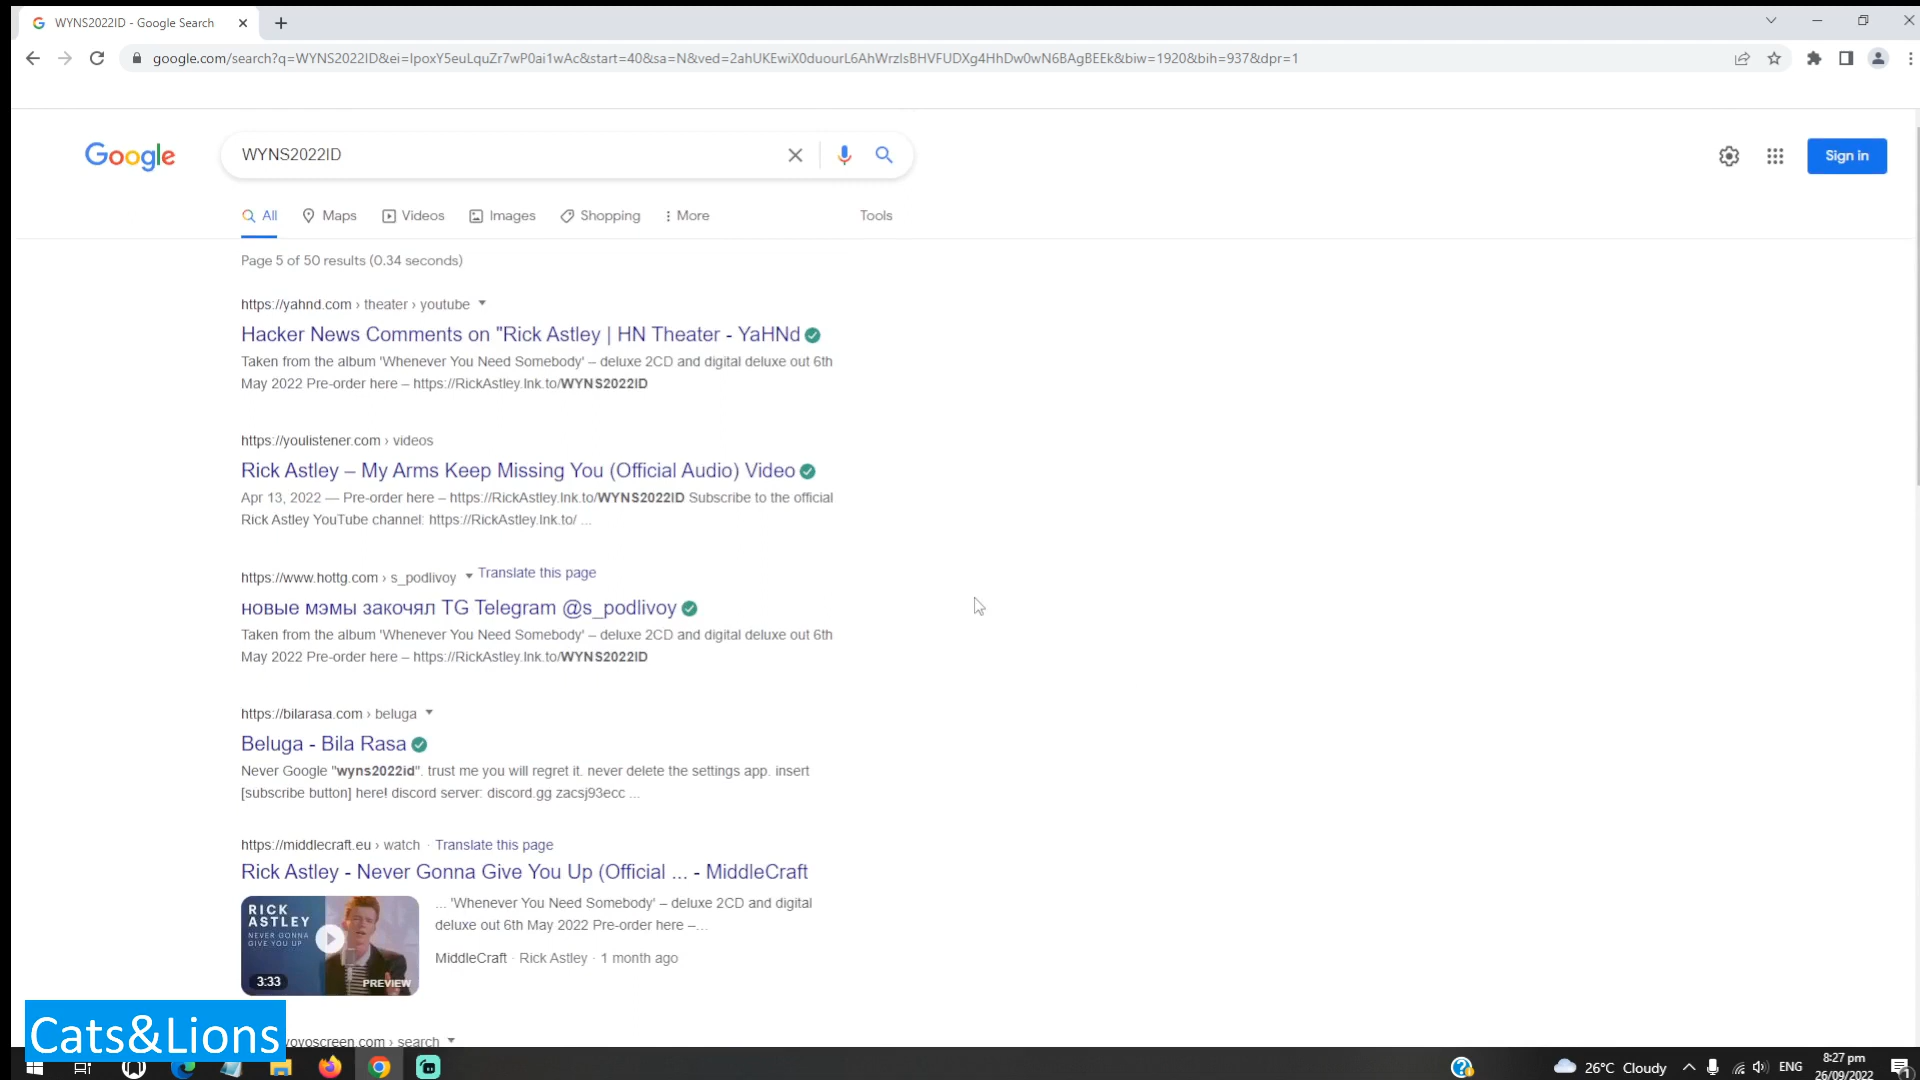 WYNS2022ID - Google Search
google.com/search?q=WYNS2022ID&ei=IpoxY5euLquZr7wP0ai1wAc&start=40&sa=N&ved=2ahUKEwiX0duourL6AhWrzIsBHVFUDXg4HhDw0wN6BAgBEEk&biw=1920&bih=937&dpr=1
Google
WYNS2022ID
Sign in
All
Maps
Videos
Images
Shopping
More
Tools
Page 5 of 50 results (0.34 seconds)
https://yahnd.com › theater › youtube
Hacker News Comments on "Rick Astley | HN Theater - YaHNd
Taken from the album 'Whenever You Need Somebody' – deluxe 2CD and digital deluxe out 6th
May 2022 Pre-order here – https://RickAstley.lnk.to/WYNS2022ID
https://youlistener.com › videos
Rick Astley – My Arms Keep Missing You (Official Audio) Video
Apr 13, 2022 — Pre-order here – https://RickAstley.lnk.to/WYNS2022ID Subscribe to the official
Rick Astley YouTube channel: https://RickAstley.lnk.to/ ...
https://www.hottg.com › s_podlivoy Translate this page
новые мэмы закочял TG Telegram @s_podlivoy
Taken from the album 'Whenever You Need Somebody' – deluxe 2CD and digital deluxe out 6th
May 2022 Pre-order here – https://RickAstley.lnk.to/WYNS2022ID
https://bilarasa.com › beluga
Beluga - Bila Rasa
Never Google "wyns2022id". trust me you will regret it. never delete the settings app. insert
[subscribe button] here! discord server: discord.gg zacsj93ecc ...
https://middlecraft.eu › watch · Translate this page
Rick Astley - Never Gonna Give You Up (Official ... - MiddleCraft
RICK
ASTLEY
NEVER GONNA
GIVE YOU UP
3:33
PREVIEW
... 'Whenever You Need Somebody' – deluxe 2CD and digital
deluxe out 6th May 2022 Pre-order here –...
MiddleCraft · Rick Astley · 1 month ago
yoyoscreen.com › search
Cats&Lions
26°C Cloudy
ENG
8:27 pm
26/09/2022